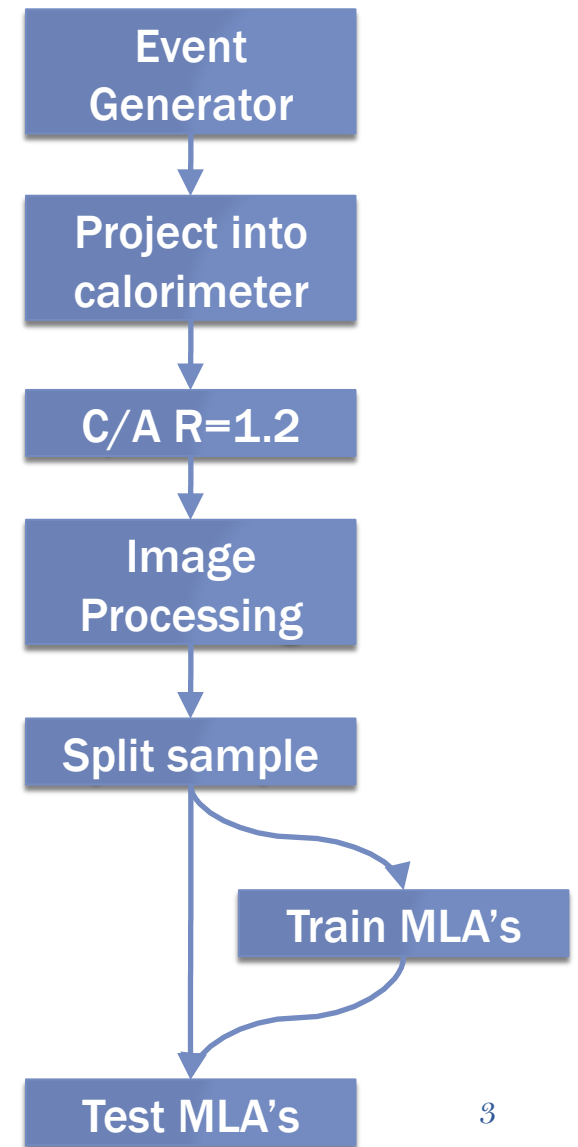 Event
Generator
Project into
calorimeter
C/A R=1.2
Image
Processing
Split sample
Train MLA's
Test MLA's
3